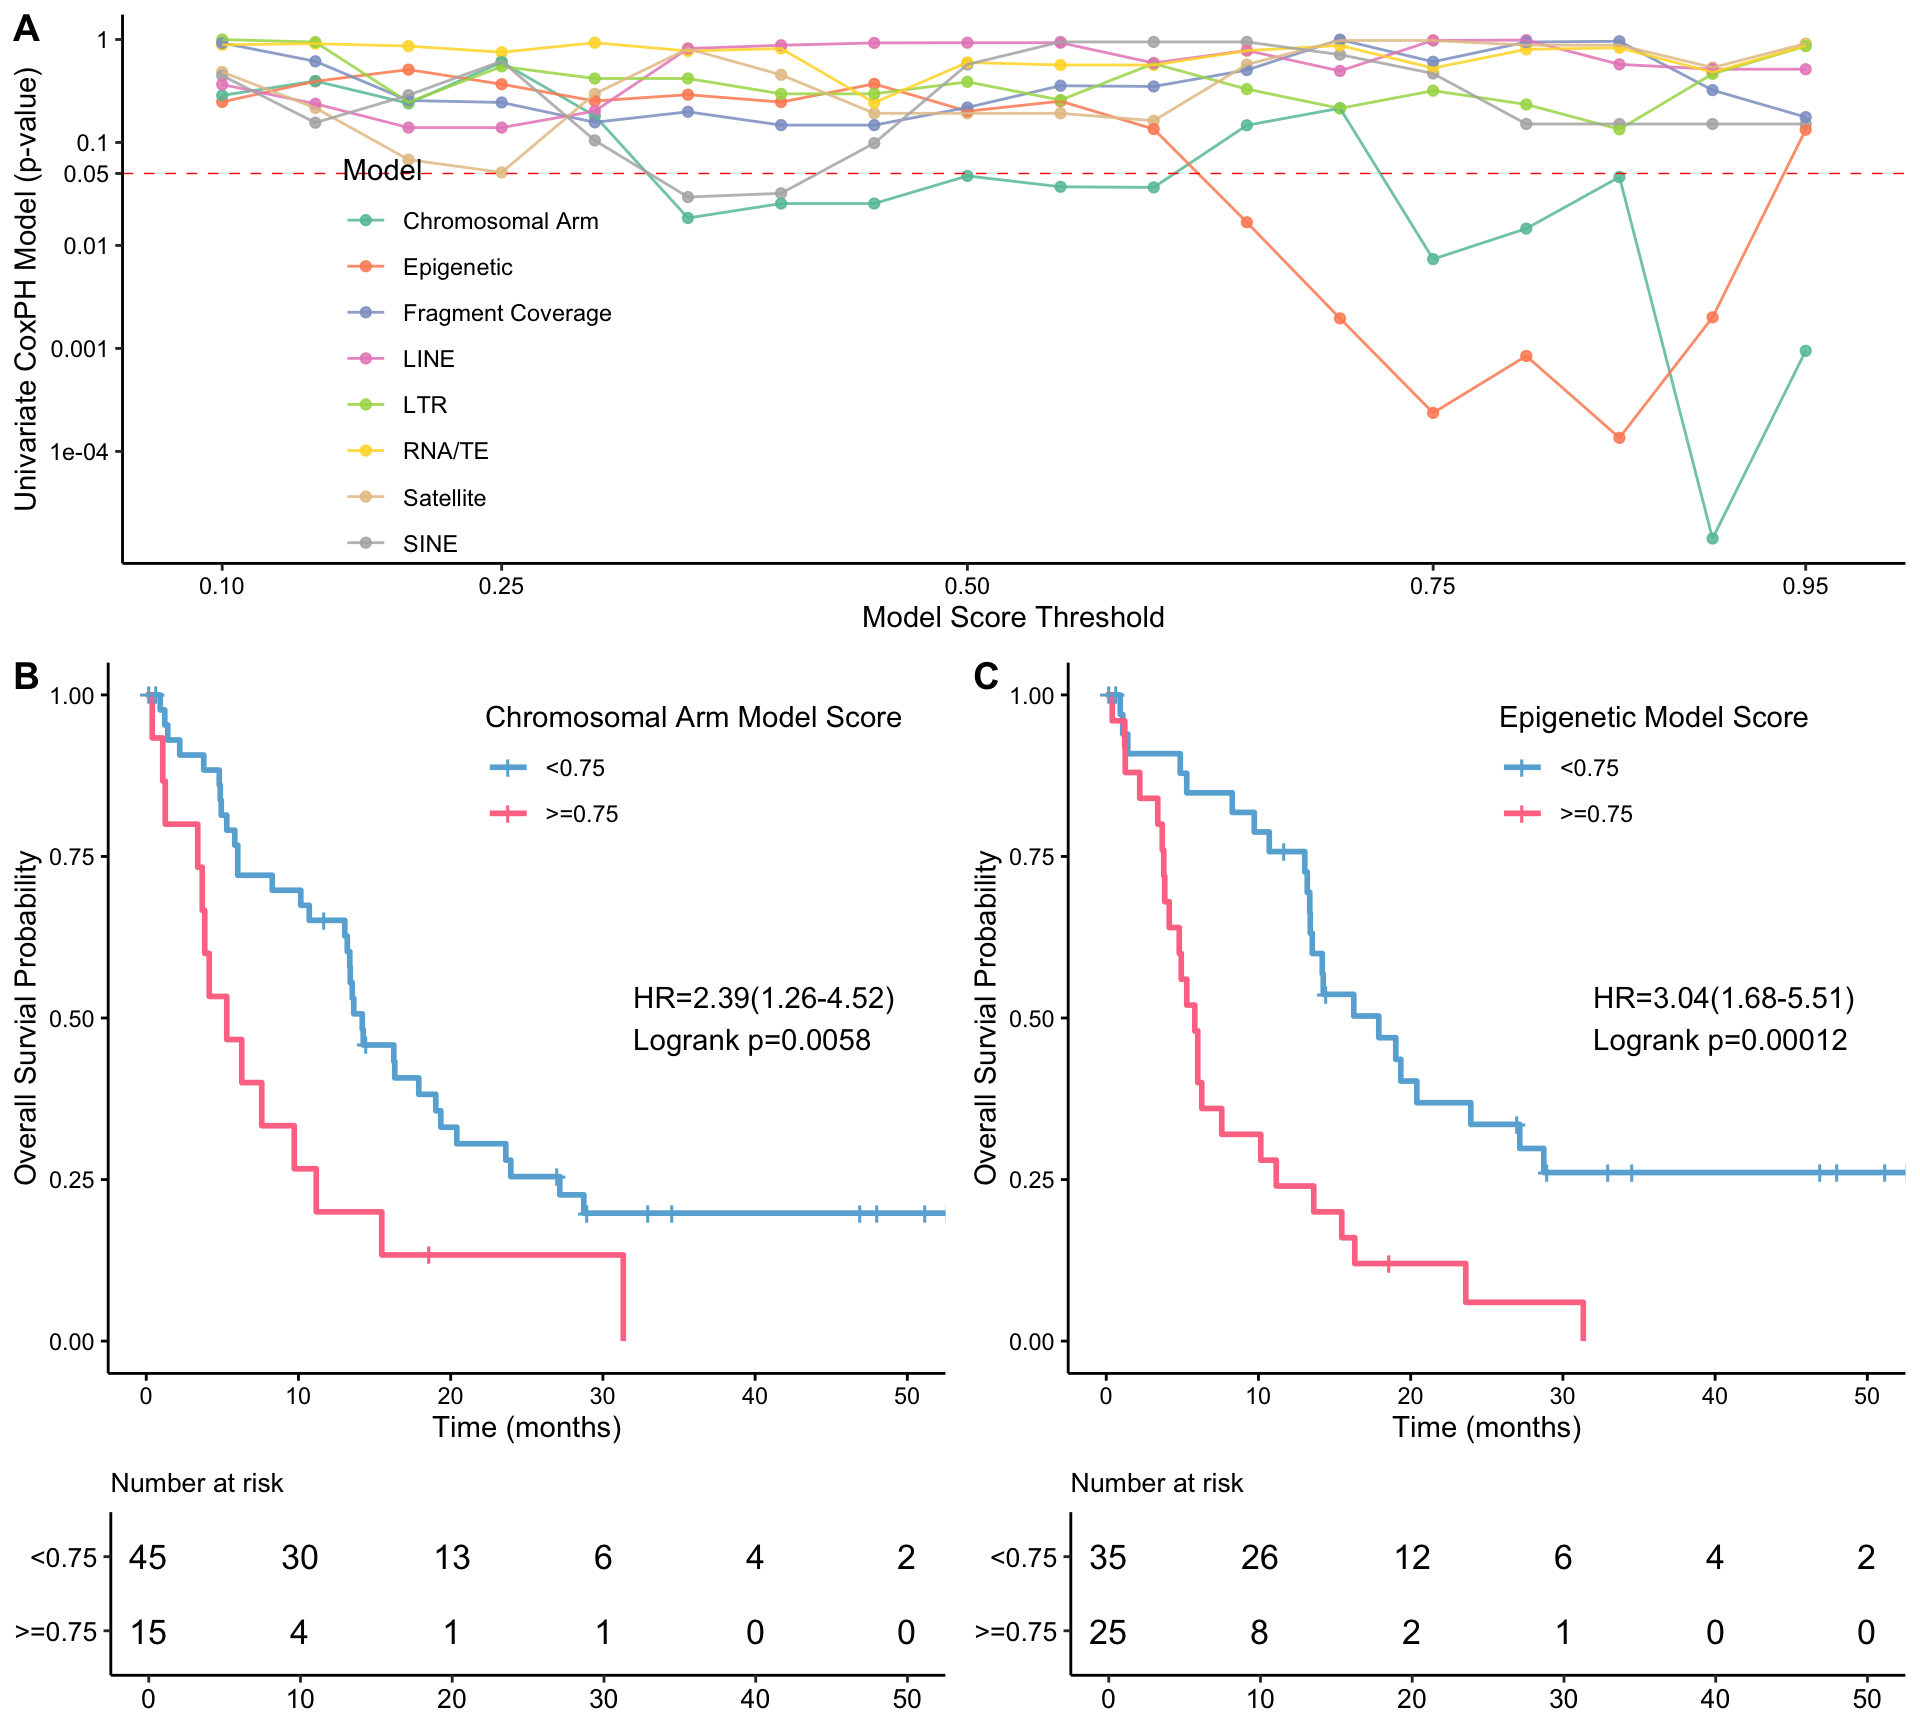 A
Univariate CoxPH Model (p-value)
1
0.1
0.05
0.01
0.001
1e-04
Model
Chromosomal Arm
Epigenetic
Fragment Coverage
LINE
LTR
RNA/TE
Satellite
SINE
0.10 0.25 0.50 0.75 0.95
Model Score Threshold
B
Overall Survial Probability
1.00
0.75
0.50
0.25
0.00
Chromosomal Arm Model Score
<0.75
>=0.75
HR=2.39(1.26-4.52)
Logrank p=0.0058
0 10 20 30 40 50
Time (months)
Number at risk
<0.75 45 30 13 6 4 2
>=0.75 15 4 1 1 0 0
0 10 20 30 40 50
C
Overall Survial Probability
1.00
0.75
0.50
0.25
0.00
Epigenetic Model Score
<0.75
>=0.75
HR=3.04(1.68-5.51)
Logrank p=0.00012
0 10 20 30 40 50
Time (months)
Number at risk
<0.75 35 26 12 6 4 2
>=0.75 25 8 2 1 0 0
0 10 20 30 40 50